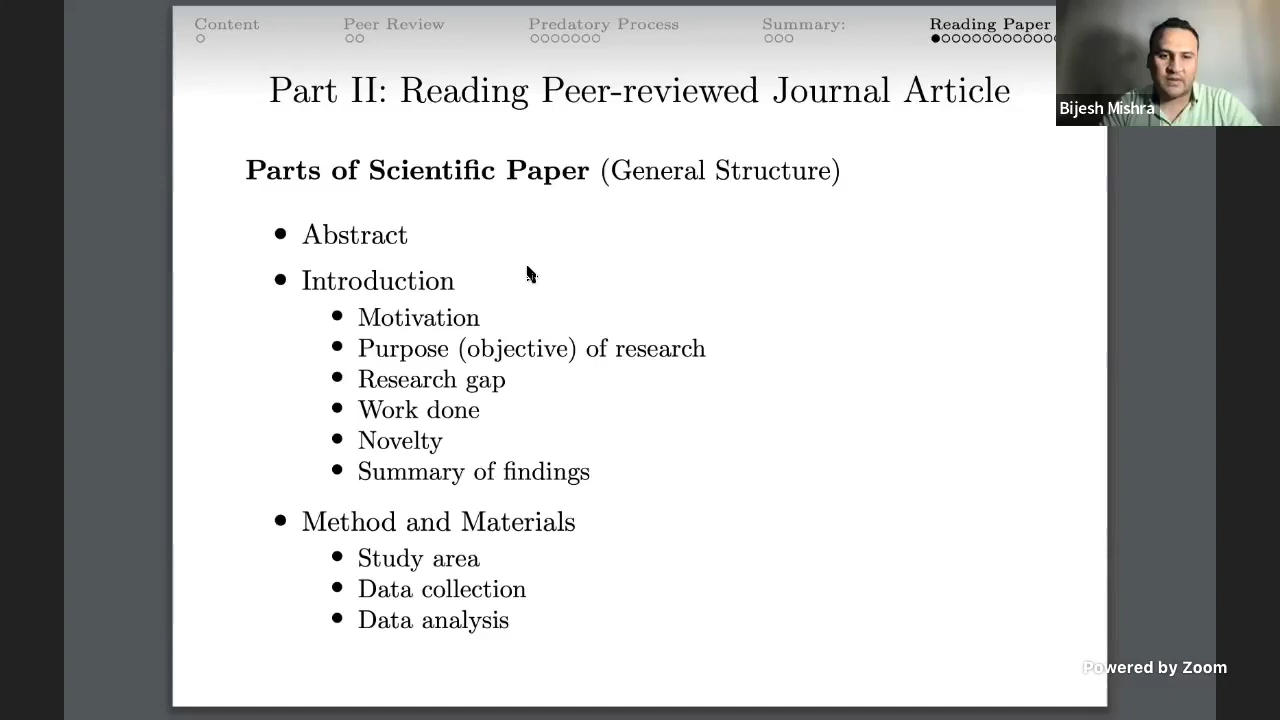 Content Peer Review Predatory Process Summary: Reading Paper
Bijesh Mishra
Part II: Reading Peer-reviewed Journal Article
Parts of Scientific Paper (General Structure)
• Abstract
• Introduction
• Motivation
• Purpose (objective) of research
• Research gap
• Work done
• Novelty
• Summary of findings
• Method and Materials
• Study area
• Data collection
• Data analysis
Powered by Zoom